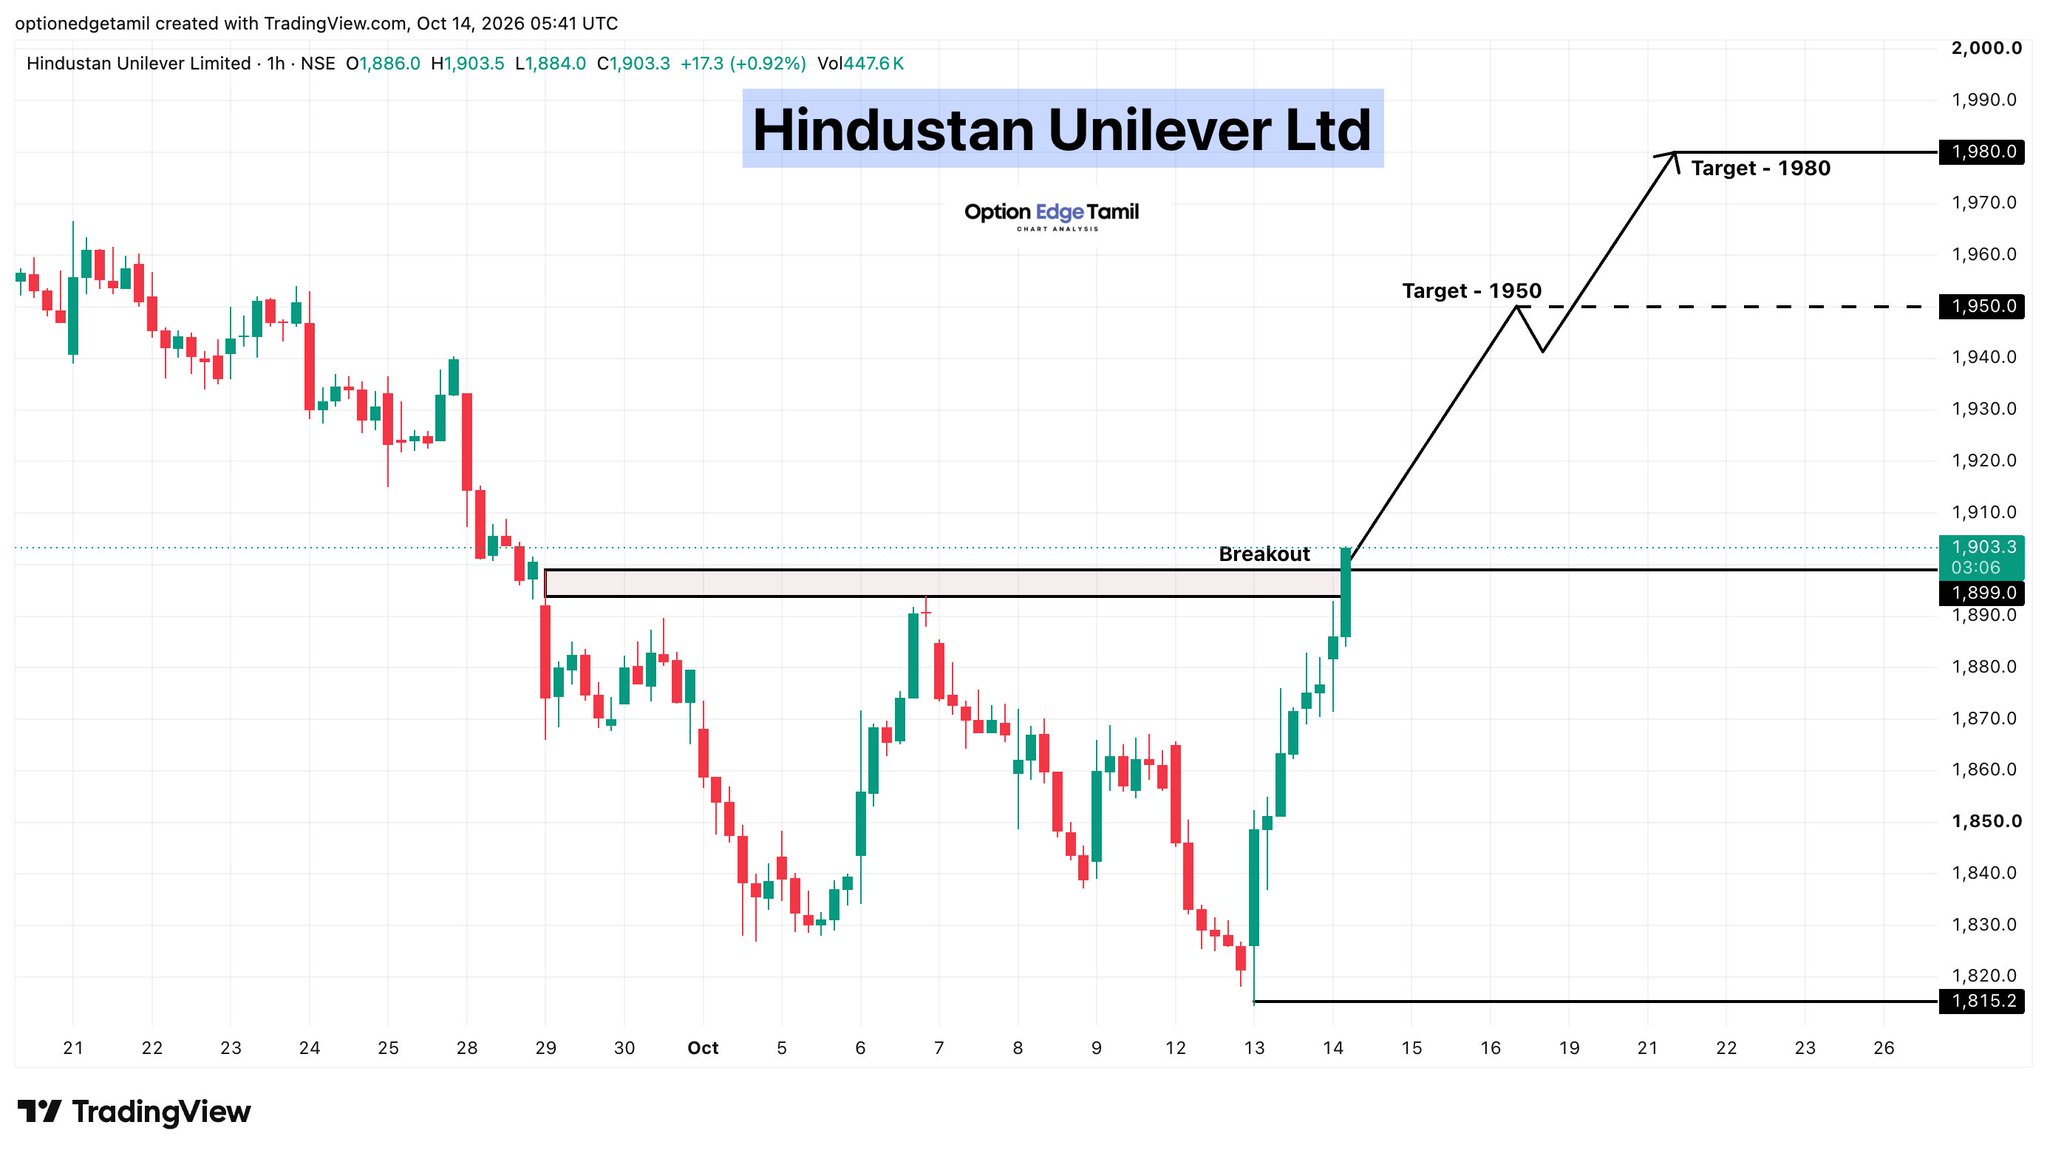 optionedgetamil created with TradingView.com, Oct 14, 2026 05:41 UTC
Hindustan Unilever Limited · 1h · NSE O1,886.0 H1,903.5 L1,884.0 C1,903.3 +17.3 (+0.92%) Vol447.6 K
Hindustan Unilever Ltd
Option Edge Tamil
CHART ANALYSIS
Target - 1980
Target - 1950
Breakout
2,000.0
1,990.0
1,980.0
1,970.0
1,960.0
1,950.0
1,940.0
1,930.0
1,920.0
1,910.0
1,903.3
03:06
1,899.0
1,890.0
1,880.0
1,870.0
1,860.0
1,850.0
1,840.0
1,830.0
1,820.0
1,815.2
21 22 23 24 25 28 29 30 Oct 5 6 7 8 9 12 13 14 15 16 19 21 22 23 26
TradingView